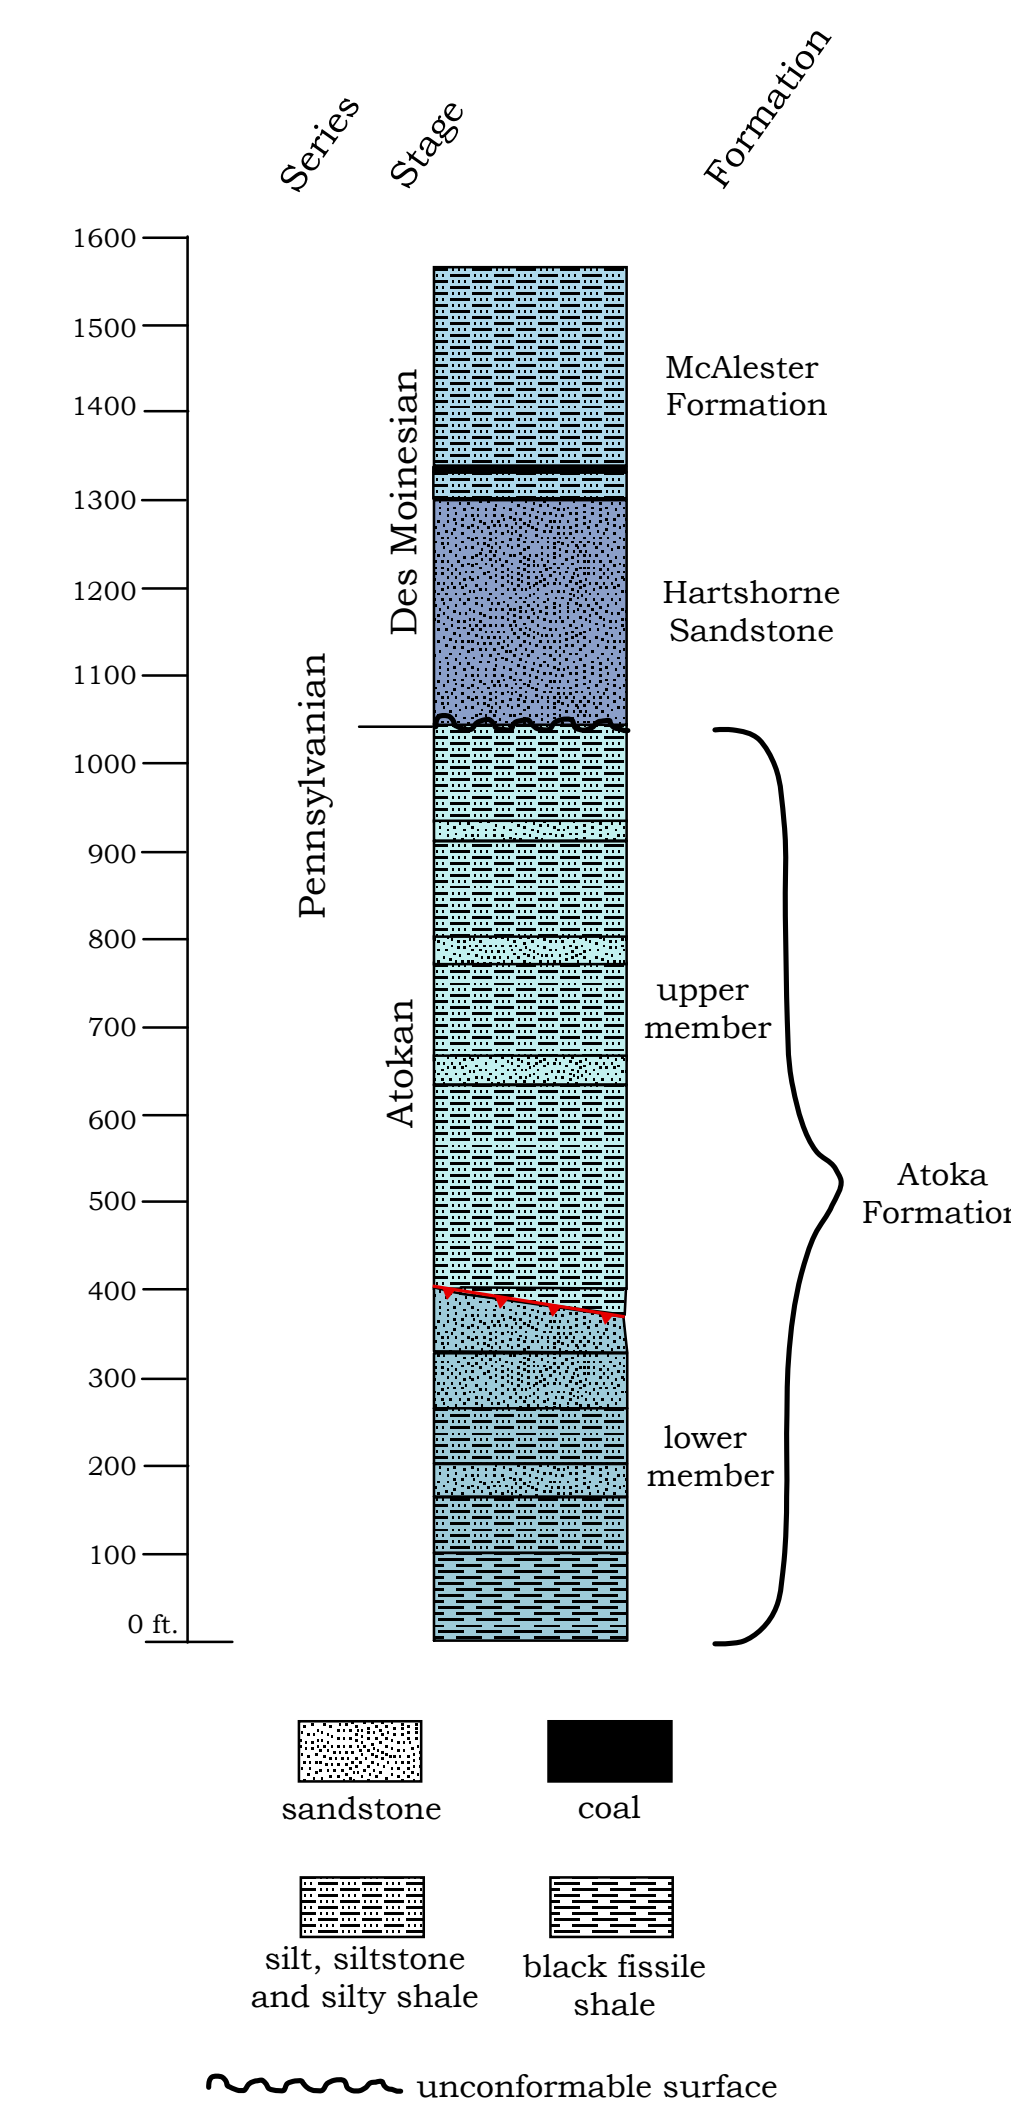 Series
Stage
Formation
1600
1500
1400
1300
1200
1100
1000
900
800
700
600
500
400
300
200
100
0 ft.
Pennsylvanian
Des Moinesian
Atokan
McAlester
Formation
Hartshorne
Sandstone
upper
member
Atoka
Formation
lower
member
sandstone
coal
silt, siltstone
and silty shale
black fissile
shale
unconformable surface